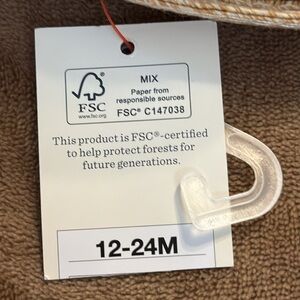 MIX
Paper from
responsible sources
FSC® C147038
FSC
www.fsc.org
This product is FSC®-certified
to help protect forests for
future generations.
12-24M